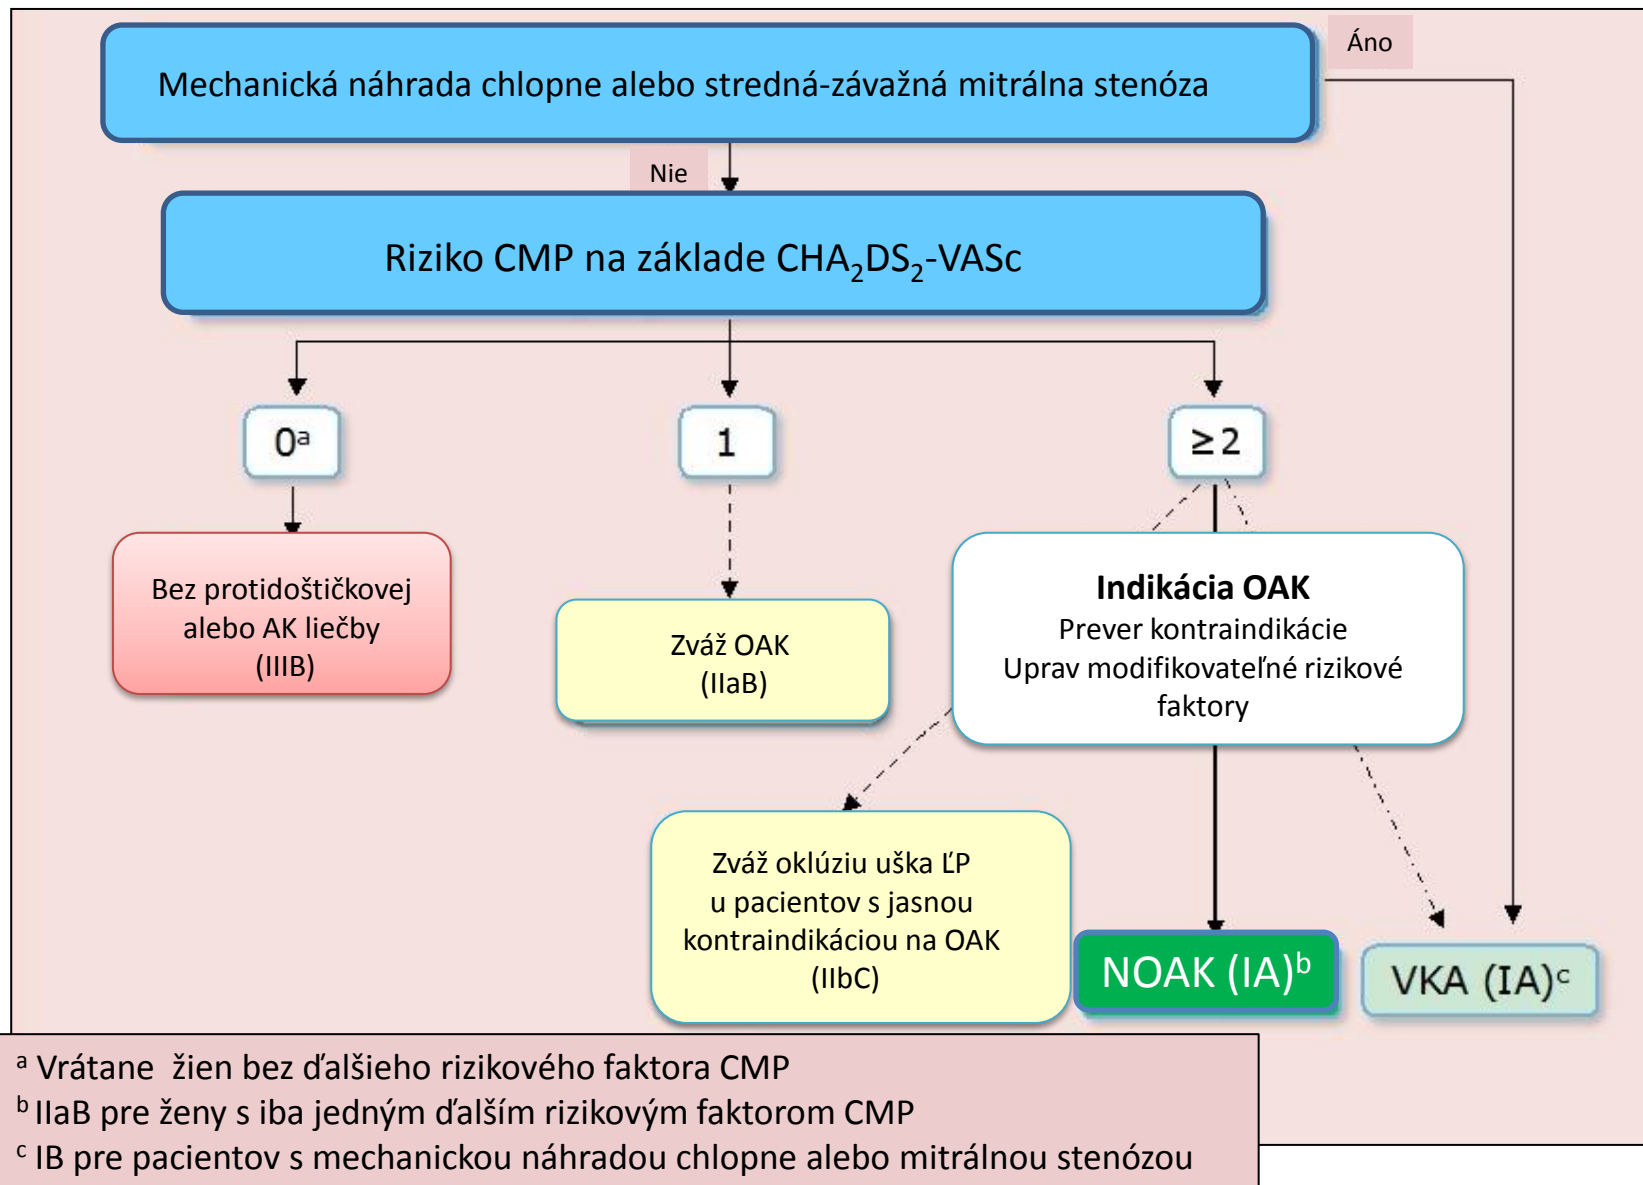 Áno
Mechanická náhrada chlopne alebo stredná-závažná mitrálna stenóza
Nie
Riziko CMP na základe CHA₂DS₂-VASc
0ᵃ
1
≥ 2
Bez protidoštičkovej
alebo AK liečby
(IIIB)
Zváž OAK
(IIaB)
Indikácia OAK
Prever kontraindikácie
Uprav modifikovateľné rizikové
faktory
Zváž oklúziu uška ĽP
u pacientov s jasnou
kontraindikáciou na OAK
(IIbC)
NOAK (IA)ᵇ
VKA (IA)ᶜ
ᵃ Vrátane žien bez ďalšieho rizikového faktora CMP
ᵇ IIaB pre ženy s iba jedným ďalším rizikovým faktorom CMP
ᶜ IB pre pacientov s mechanickou náhradou chlopne alebo mitrálnou stenózou